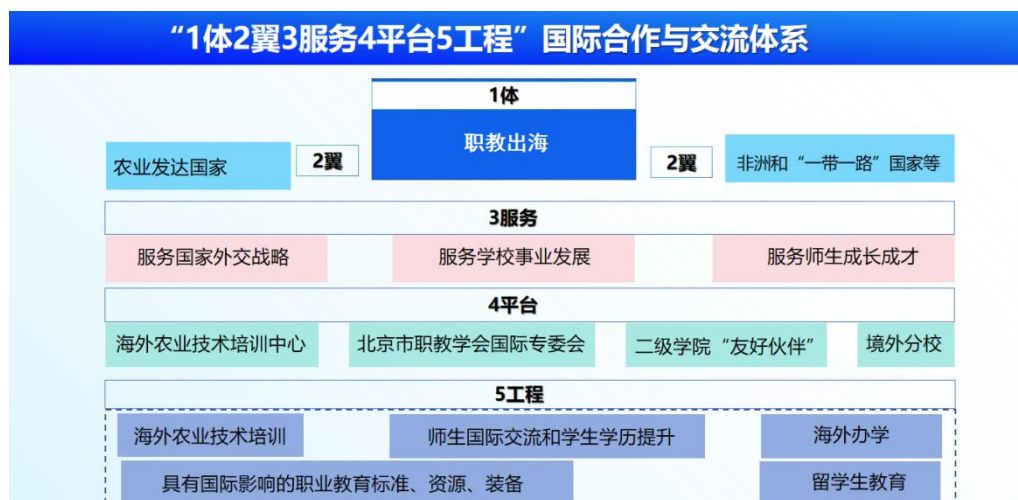 “1体2翼3服务4平台5工程”国际合作与交流体系
1体
职教出海
农业发达国家
2翼
2翼
非洲和“一带一路”国家等
3服务
服务国家外交战略
服务学校事业发展
服务师生成长成才
4平台
海外农业技术培训中心
北京市职教学会国际专委会
二级学院“友好伙伴”
境外分校
5工程
海外农业技术培训
师生国际交流和学生学历提升
海外办学
具有国际影响的职业教育标准、资源、装备
留学生教育